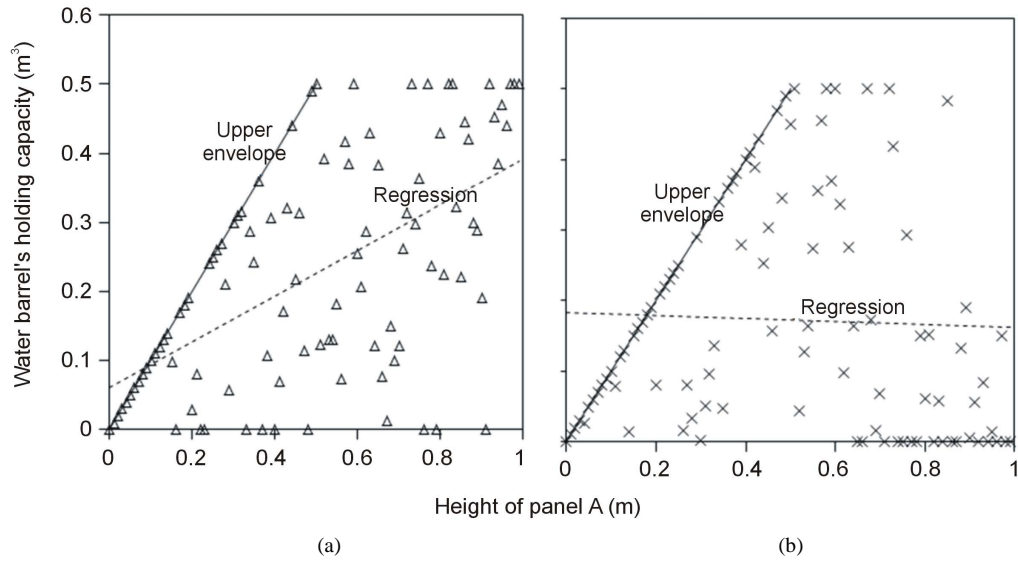 Water barrel's holding capacity (m³)
0.6
0.5
0.4
0.3
0.2
0.1
0
Upper
envelope
Regression
0 0.2 0.4 0.6 0.8 1
Upper
envelope
Regression
0 0.2 0.4 0.6 0.8 1
Height of panel A (m)
(a) (b)